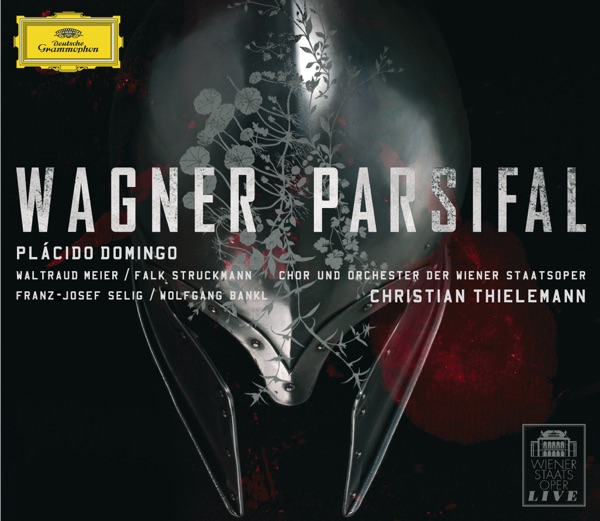 Deutsche
Grammophon
WAGNER PARSIFAL
PLÁCIDO DOMINGO
WALTRAUD MEIER / FALK STRUCKMANN
FRANZ-JOSEF SELIG / WOLFGANG BANKL
CHOR UND ORCHESTER DER WIENER STAATSOPER
CHRISTIAN THIELEMANN
WIENER
STAATS
OPER
LIVE